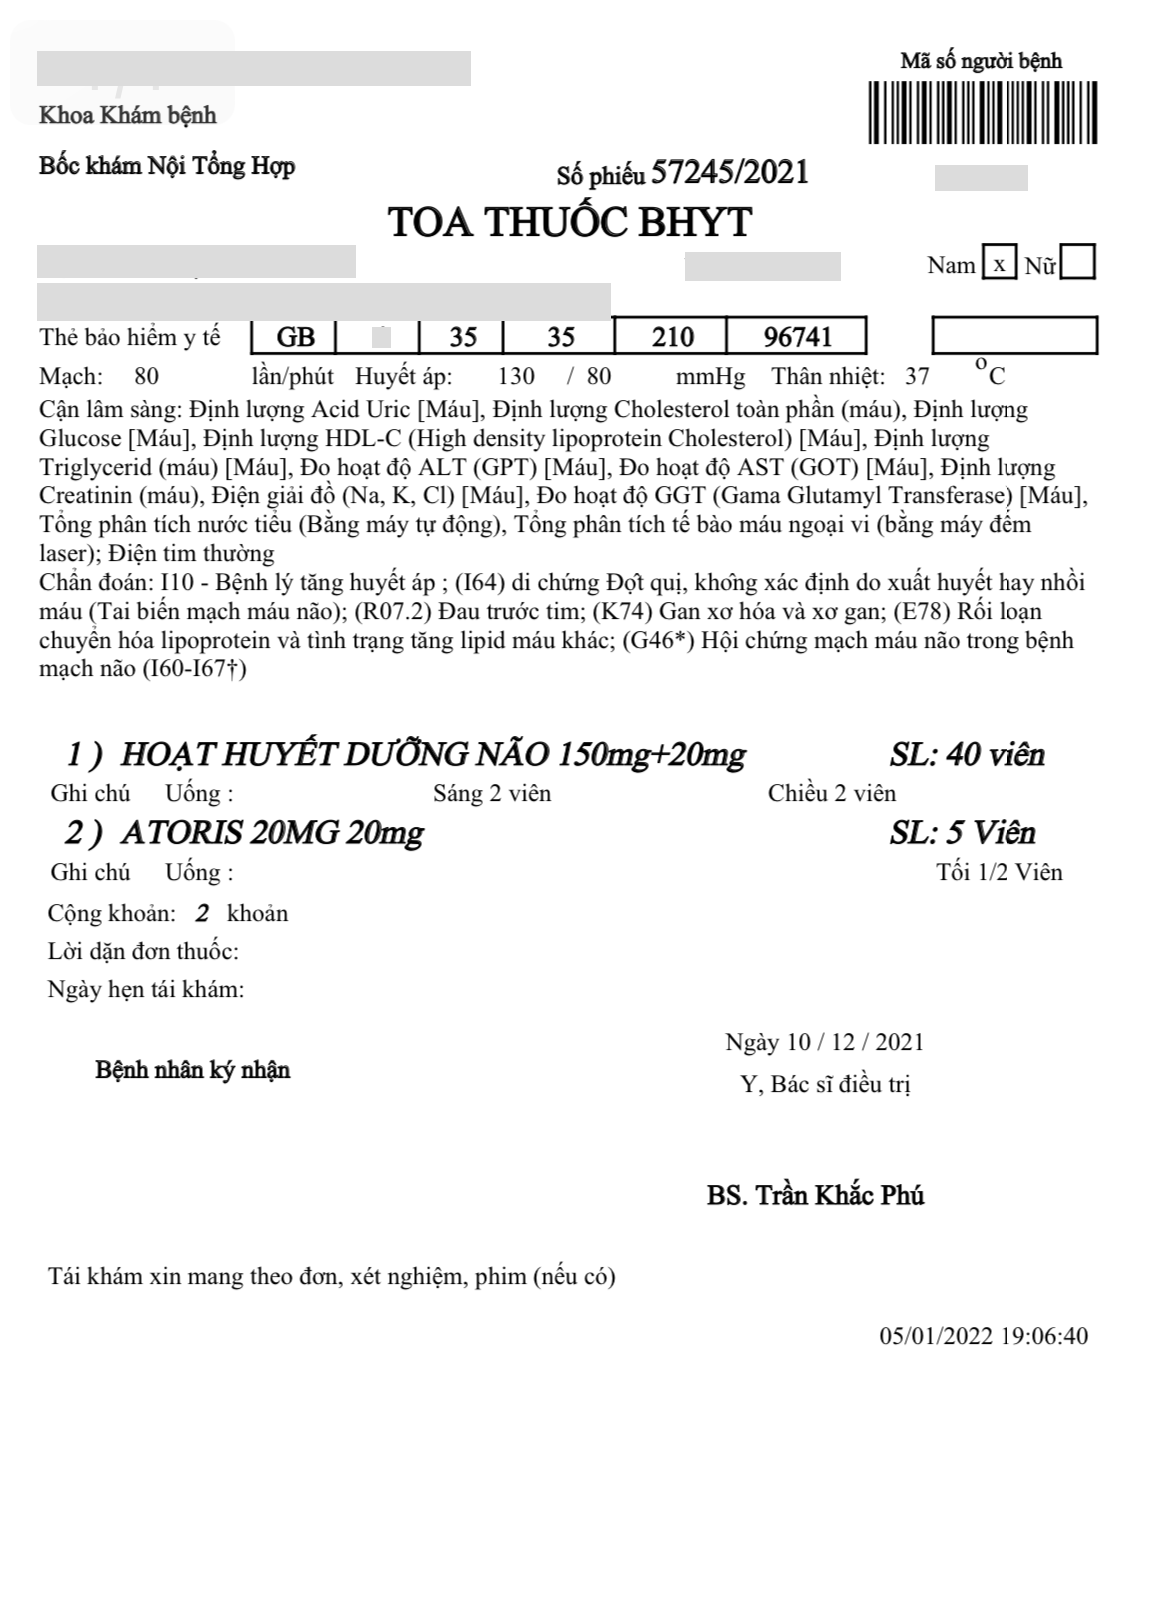 Mã số người bệnh
Khoa Khám bệnh
Bốc khám Nội Tổng Hợp
Số phiếu 57245/2021
TOA THUỐC BHYT
Nam x Nữ
Thẻ bảo hiểm y tế GB 35 35 210 96741
Mạch: 80 lần/phút Huyết áp: 130 / 80 mmHg Thân nhiệt: 37 °C
Cận lâm sàng: Định lượng Acid Uric [Máu], Định lượng Cholesterol toàn phần (máu), Định lượng
Glucose [Máu], Định lượng HDL-C (High density lipoprotein Cholesterol) [Máu], Định lượng
Triglycerid (máu) [Máu], Đo hoạt độ ALT (GPT) [Máu], Đo hoạt độ AST (GOT) [Máu], Định lượng
Creatinin (máu), Điện giải đồ (Na, K, Cl) [Máu], Đo hoạt độ GGT (Gama Glutamyl Transferase) [Máu],
Tổng phân tích nước tiểu (Bằng máy tự động), Tổng phân tích tế bào máu ngoại vi (bằng máy đếm
laser); Điện tim thường
Chẩn đoán: I10 - Bệnh lý tăng huyết áp ; (I64) di chứng Đột quị, không xác định do xuất huyết hay nhồi
máu (Tai biến mạch máu não); (R07.2) Đau trước tim; (K74) Gan xơ hóa và xơ gan; (E78) Rối loạn
chuyển hóa lipoprotein và tình trạng tăng lipid máu khác; (G46*) Hội chứng mạch máu não trong bệnh
mạch não (I60-I67†)
1 ) HOẠT HUYẾT DƯỠNG NÃO 150mg+20mg SL: 40 viên
Ghi chú Uống : Sáng 2 viên Chiều 2 viên
2 ) ATORIS 20MG 20mg SL: 5 Viên
Ghi chú Uống : Tối 1/2 Viên
Cộng khoản: 2 khoản
Lời dặn đơn thuốc:
Ngày hẹn tái khám:
Ngày 10 / 12 / 2021
Bệnh nhân ký nhận
Y, Bác sĩ điều trị
BS. Trần Khắc Phú
Tái khám xin mang theo đơn, xét nghiệm, phim (nếu có)
05/01/2022 19:06:40